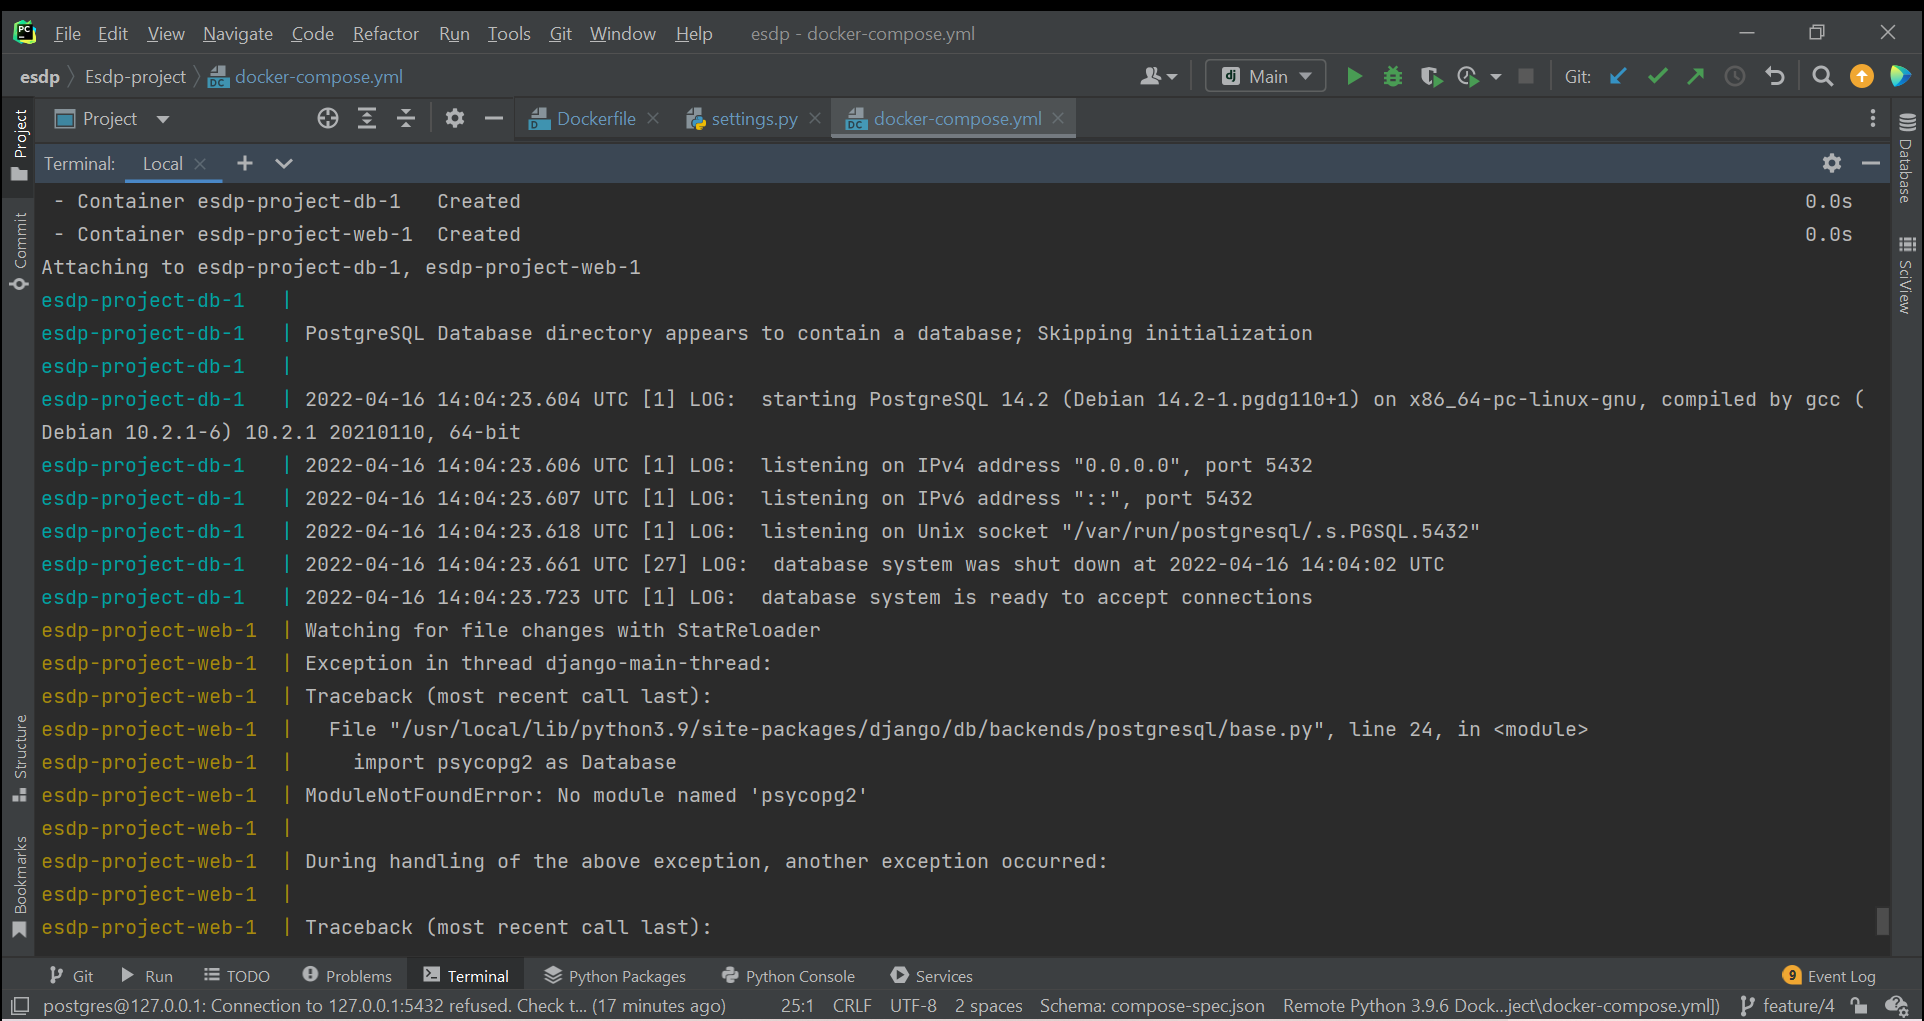 PC File Edit View Navigate Code Refactor Run Tools Git Window Help esdp - docker-compose.yml
esdp Esdp-project docker-compose.yml dj Main Git:
Project Dockerfile settings.py docker-compose.yml
Terminal: Local
- Container esdp-project-db-1 Created 0.0s
- Container esdp-project-web-1 Created 0.0s
Attaching to esdp-project-db-1, esdp-project-web-1
esdp-project-db-1 |
esdp-project-db-1 | PostgreSQL Database directory appears to contain a database; Skipping initialization
esdp-project-db-1 |
esdp-project-db-1 | 2022-04-16 14:04:23.604 UTC [1] LOG: starting PostgreSQL 14.2 (Debian 14.2-1.pgdg110+1) on x86_64-pc-linux-gnu, compiled by gcc (
Debian 10.2.1-6) 10.2.1 20210110, 64-bit
esdp-project-db-1 | 2022-04-16 14:04:23.606 UTC [1] LOG: listening on IPv4 address "0.0.0.0", port 5432
esdp-project-db-1 | 2022-04-16 14:04:23.607 UTC [1] LOG: listening on IPv6 address "::", port 5432
esdp-project-db-1 | 2022-04-16 14:04:23.618 UTC [1] LOG: listening on Unix socket "/var/run/postgresql/.s.PGSQL.5432"
esdp-project-db-1 | 2022-04-16 14:04:23.661 UTC [27] LOG: database system was shut down at 2022-04-16 14:04:02 UTC
esdp-project-db-1 | 2022-04-16 14:04:23.723 UTC [1] LOG: database system is ready to accept connections
esdp-project-web-1 | Watching for file changes with StatReloader
esdp-project-web-1 | Exception in thread django-main-thread:
esdp-project-web-1 | Traceback (most recent call last):
esdp-project-web-1 | File "/usr/local/lib/python3.9/site-packages/django/db/backends/postgresql/base.py", line 24, in <module>
esdp-project-web-1 | import psycopg2 as Database
esdp-project-web-1 | ModuleNotFoundError: No module named 'psycopg2'
esdp-project-web-1 |
esdp-project-web-1 | During handling of the above exception, another exception occurred:
esdp-project-web-1 |
esdp-project-web-1 | Traceback (most recent call last):
Project
Commit
Structure
Bookmarks
Database
SciView
Git Run TODO Problems Terminal Python Packages Python Console Services 9 Event Log
postgres@127.0.0.1: Connection to 127.0.0.1:5432 refused. Check t... (17 minutes ago) 25:1 CRLF UTF-8 2 spaces Schema: compose-spec.json Remote Python 3.9.6 Dock...ject\docker-compose.yml]) feature/4